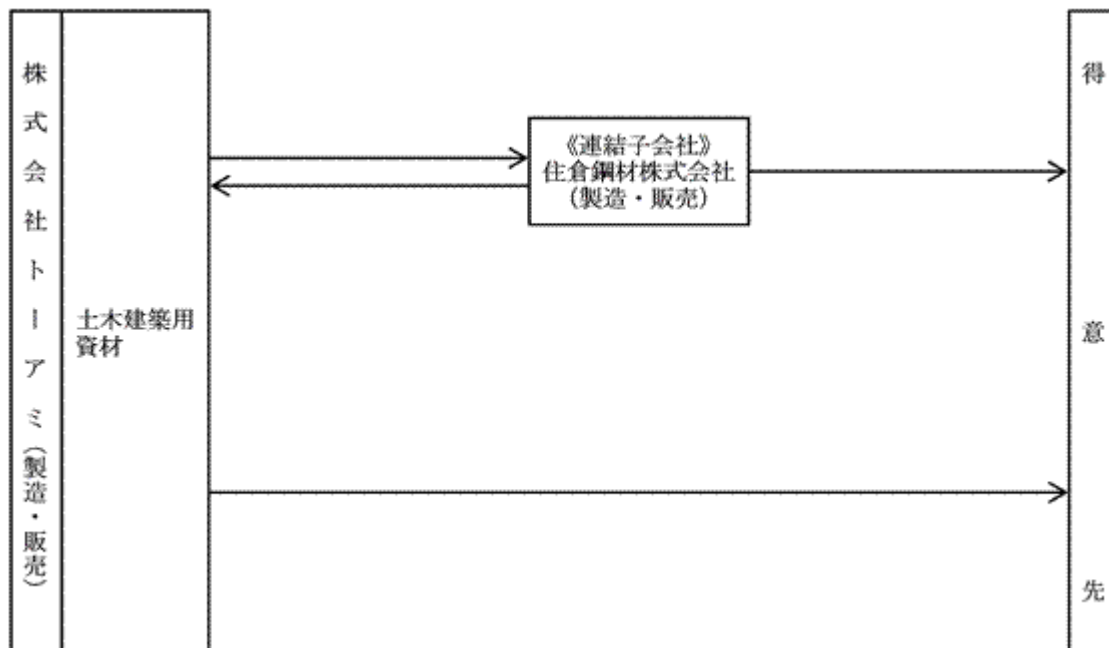 株式会社トーアミ(製造・販売)
土木建築用
資材
《連結子会社》
住倉鋼材株式会社
(製造・販売)
得意先